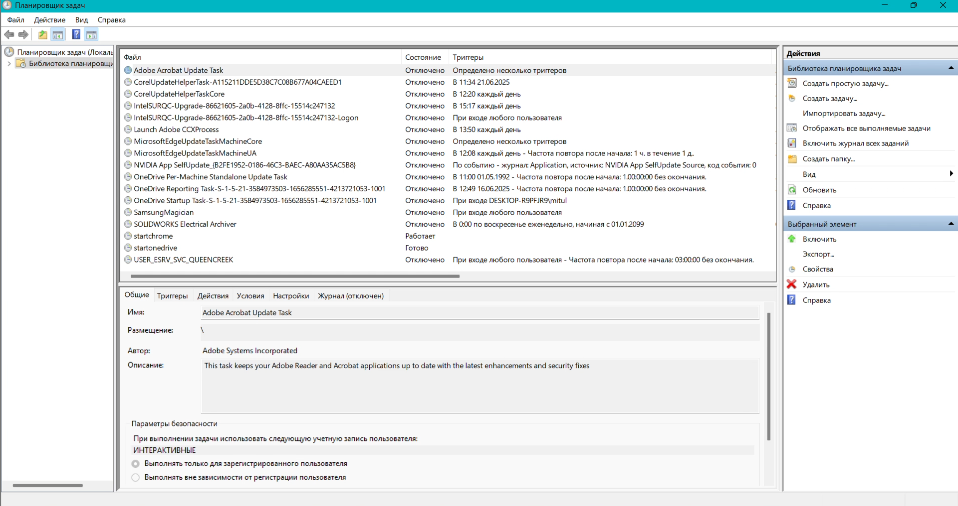 Планировщик заданий
Файл Действие Вид Справка
Планировщик заданий (Локаль
Библиотека планировщ
Файл Состояние Триггеры
Adobe Acrobat Update Task Отключено Определено несколько триггеров
CorelUpdateHelperTask-A115211DDE5D38C7C08B677A04CAEED1 Отключено В 11:34 21.06.2025
CorelUpdateHelperTaskCore Отключено В 12:20 каждый день
IntelSURQC-Upgrade-86621605-2a0b-4128-8ffc-15514c247132 Отключено В 15:17 каждый день
IntelSURQC-Upgrade-86621605-2a0b-4128-8ffc-15514c247132-Logon Отключено При входе любого пользователя
Launch Adobe CCXProcess Отключено В 13:50 каждый день
MicrosoftEdgeUpdateTaskMachineCore Отключено Определено несколько триггеров
MicrosoftEdgeUpdateTaskMachineUA Отключено В 12:08 каждый день - Частота повтора после начала: 1 ч. в течение 1 д.
NVIDIA App SelfUpdate_{B2FE1952-0186-46C3-BAEC-A80AA35AC5B8} Отключено По событию - журнал: Application, источник: NVIDIA App SelfUpdate Source, код события: 0
OneDrive Per-Machine Standalone Update Task Отключено В 11:00 01.05.1992 - Частота повтора после начала: 1.00:00:00 без окончания.
OneDrive Reporting Task-S-1-5-21-3584973503-1656285551-4213721053-1001 Отключено В 12:49 16.06.2025 - Частота повтора после начала: 1.00:00:00 без окончания.
OneDrive Startup Task-S-1-5-21-3584973503-1656285551-4213721053-1001 Отключено При входе DESKTOP-R9PFJR9\mitul
SamsungMagician Отключено При входе любого пользователя
SOLIDWORKS Electrical Archiver Отключено В 0:00 по воскресенье еженедельно, начиная с 01.01.2099
startchrome Работает
startonedrive Готово
USER_ESRV_SVC_QUEENCREEK Отключено При входе любого пользователя - Частота повтора после начала: 03:00:00 без окончания.
Общие Триггеры Действия Условия Настройки Журнал (отключен)
Имя: Adobe Acrobat Update Task
Размещение: \
Автор: Adobe Systems Incorporated
Описание: This task keeps your Adobe Reader and Acrobat applications up to date with the latest enhancements and security fixes
Параметры безопасности
При выполнении задачи использовать следующую учетную запись пользователя:
ИНТЕРАКТИВНЫЕ
Выполнять только для зарегистрированного пользователя
Выполнять вне зависимости от регистрации пользователя
Действия
Библиотека планировщика заданий
Создать простую задачу...
Создать задачу...
Импортировать задачу...
Отображать все выполняемые задачи
Включить журнал всех заданий
Создать папку...
Вид
Обновить
Справка
Выбранный элемент
Включить
Экспорт...
Свойства
Удалить
Справка